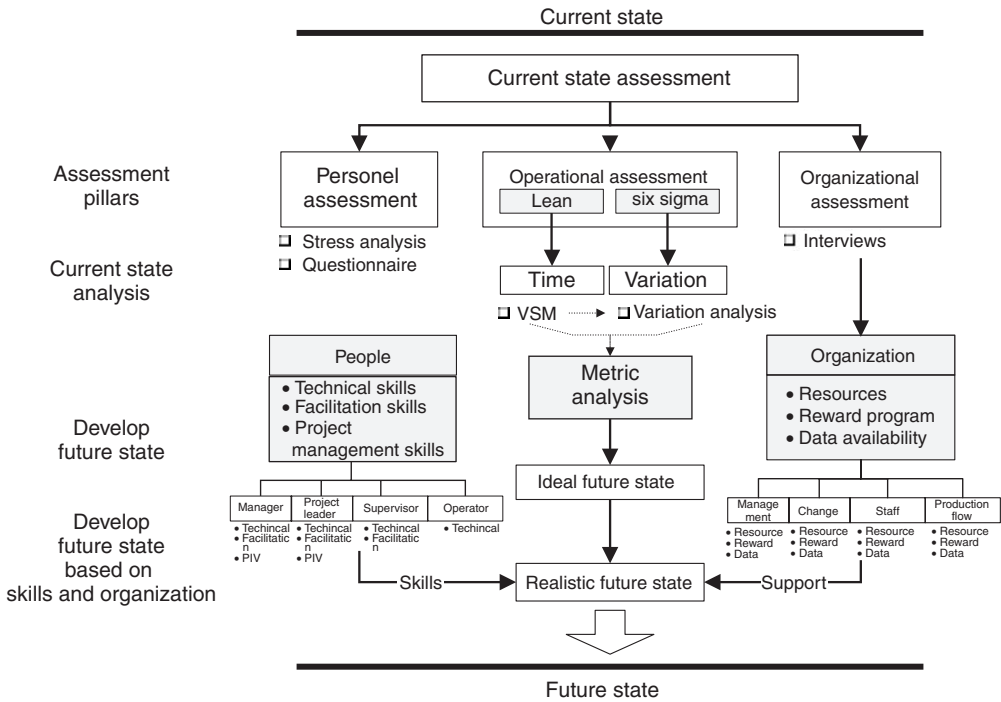 Current state
Current state assessment
Assessment
pillars
Personel
assessment
Operational assessment
Lean
six sigma
Organizational
assessment
Stress analysis
Questionnaire
Interviews
Current state
analysis
Time
Variation
VSM
Variation analysis
People
• Technical skills
• Facilitation skills
• Project
management skills
Metric
analysis
Organization
• Resources
• Reward program
• Data availability
Develop
future state
Ideal future state
Manager
Project
leader
Supervisor
Operator
• Techincal
• Facilitatio
n
• PIV
• Techincal
• Facilitatio
n
• PIV
• Techincal
• Facilitatio
n
• Techincal
Manage
ment
Change
Staff
Production
flow
• Resource
• Reward
• Data
• Resource
• Reward
• Data
• Resource
• Reward
• Data
• Resource
• Reward
• Data
Develop
future state
based on
skills and organization
Skills
Realistic future state
Support
Future state